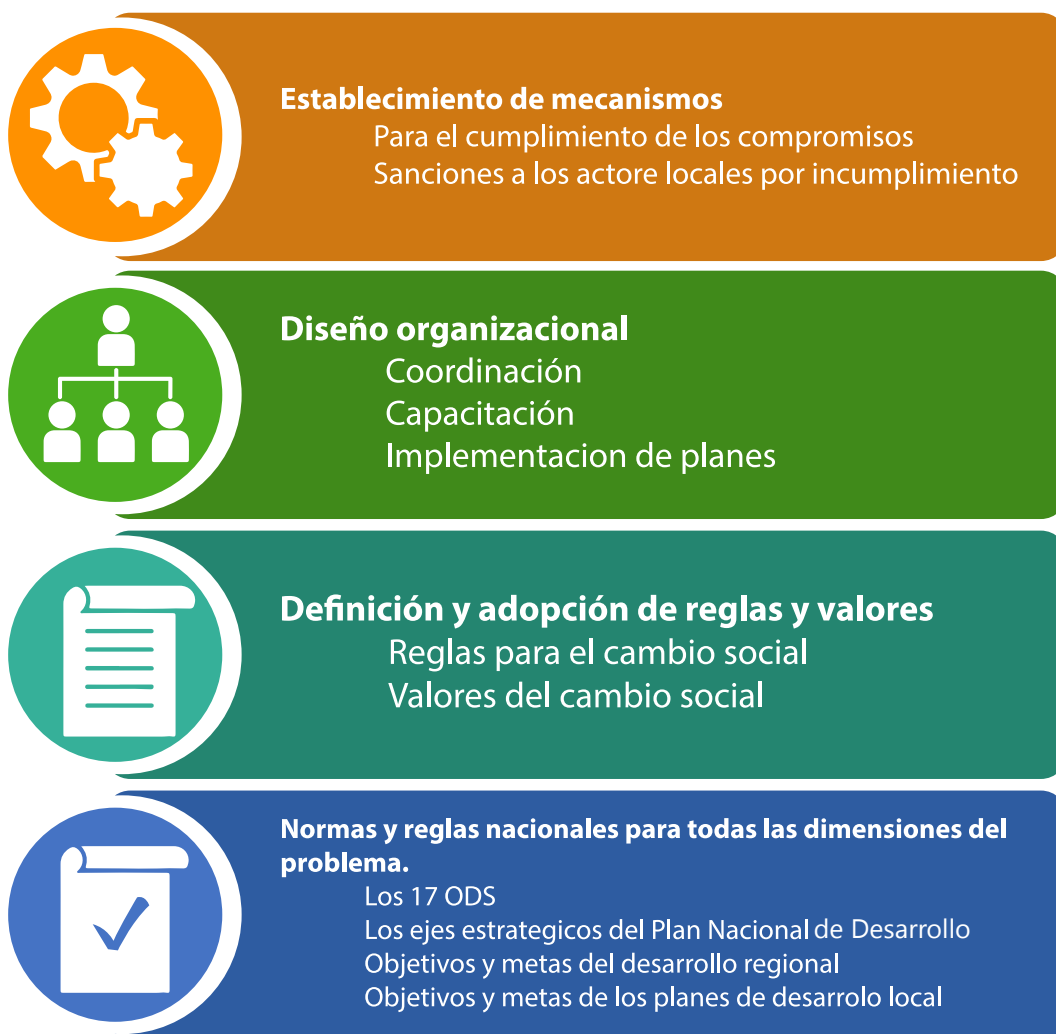 Establecimiento de mecanismos
Para el cumplimiento de los compromisos
Sanciones a los actore locales por incumplimiento
Diseño organizacional
Coordinación
Capacitación
Implementacion de planes
Definición y adopción de reglas y valores
Reglas para el cambio social
Valores del cambio social
Normas y reglas nacionales para todas las dimensiones del
problema.
Los 17 ODS
Los ejes estrategicos del Plan Nacional de Desarrollo
Objetivos y metas del desarrollo regional
Objetivos y metas de los planes de desarrolo local